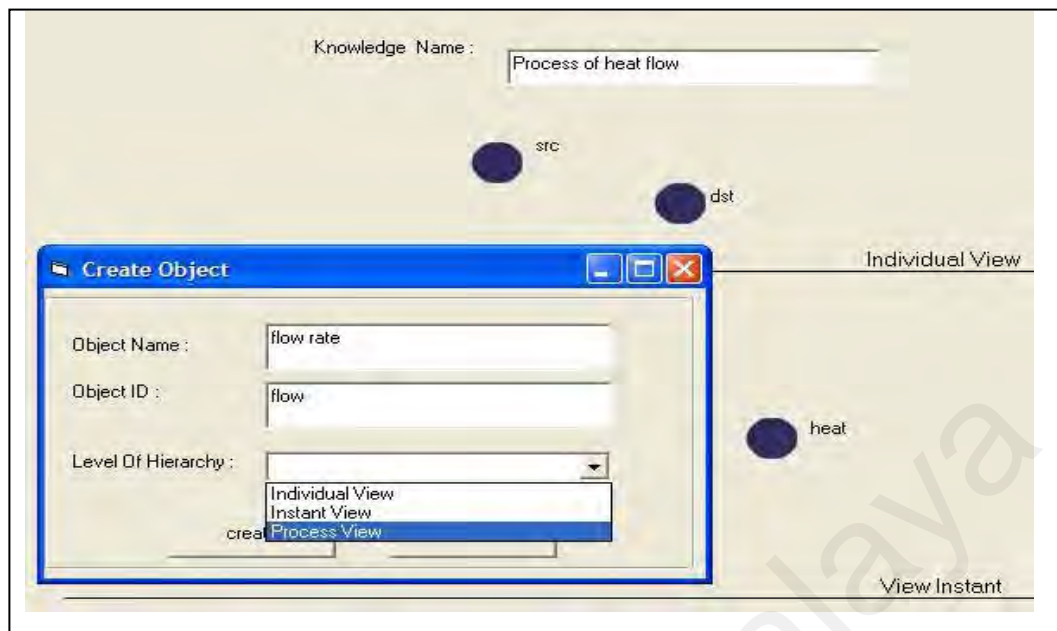 Knowledge Name :
Process of heat flow
src
dst
Individual View
Create Object
Object Name :
flow rate
Object ID :
flow
Level Of Hierarchy :
Individual View
Instant View
Process View
heat
View Instant